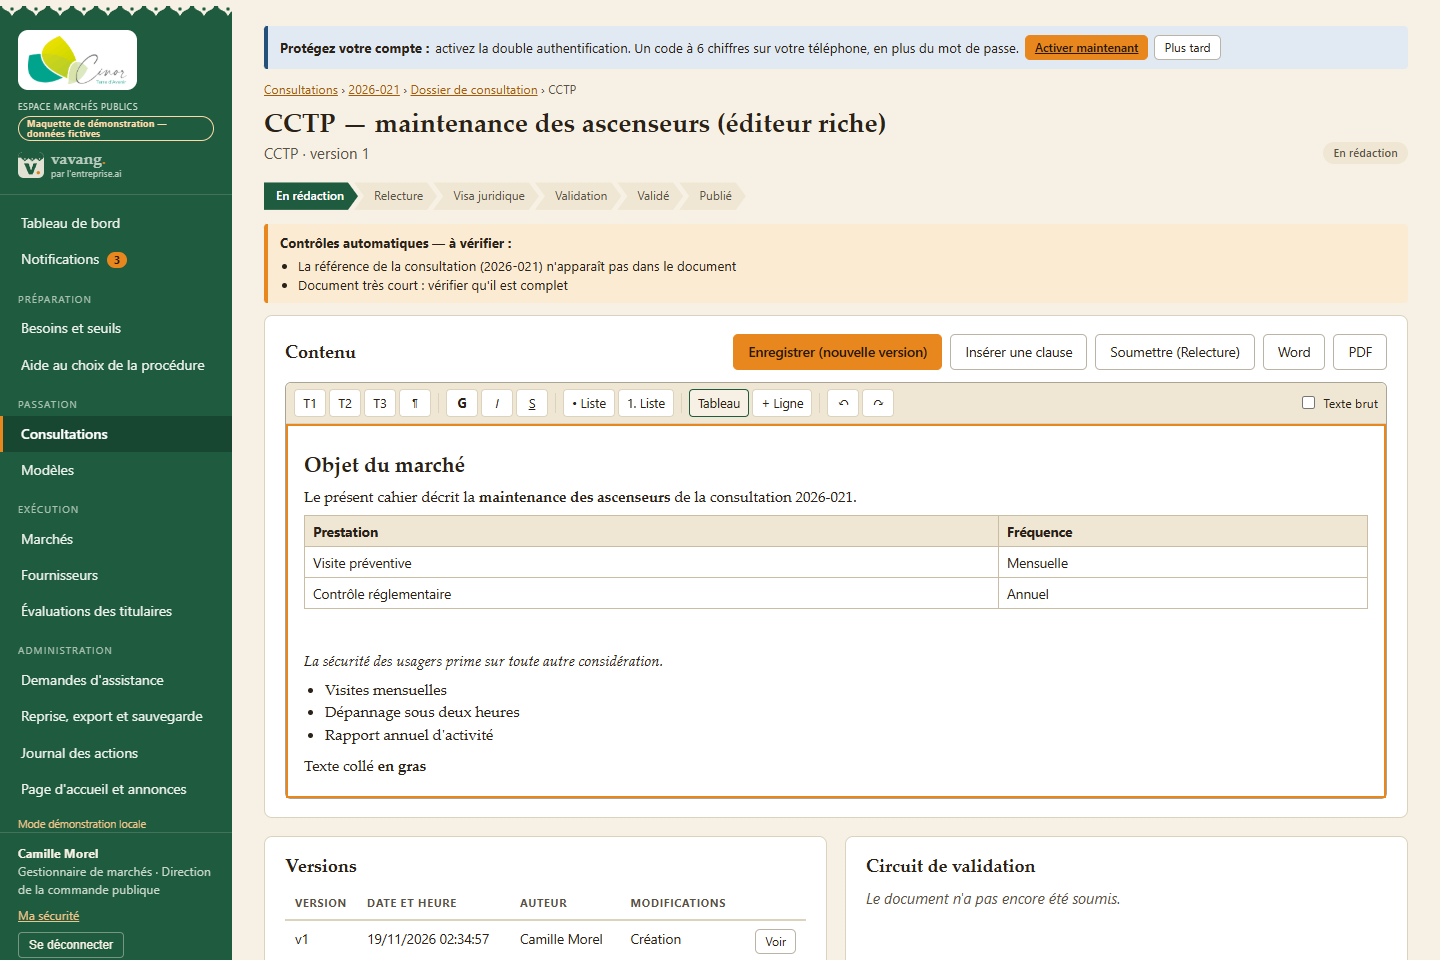 Cinor
Terre d'Avenir
ESPACE MARCHÉS PUBLICS
Maquette de démonstration —
données fictives
v. vavang.
par l'entreprise.ai
Tableau de bord
Notifications 3
PRÉPARATION
Besoins et seuils
Aide au choix de la procédure
PASSATION
Consultations
Modèles
EXÉCUTION
Marchés
Fournisseurs
Évaluations des titulaires
ADMINISTRATION
Demandes d'assistance
Reprise, export et sauvegarde
Journal des actions
Page d'accueil et annonces
Mode démonstration locale
Camille Morel
Gestionnaire de marchés · Direction
de la commande publique
Ma sécurité
Se déconnecter
Protégez votre compte : activez la double authentification. Un code à 6 chiffres sur votre téléphone, en plus du mot de passe. Activer maintenant Plus tard
Consultations › 2026-021 › Dossier de consultation › CCTP
CCTP — maintenance des ascenseurs (éditeur riche)
CCTP · version 1
En rédaction
En rédaction Relecture Visa juridique Validation Validé Publié
Contrôles automatiques — à vérifier :
• La référence de la consultation (2026-021) n'apparaît pas dans le document
• Document très court : vérifier qu'il est complet
Contenu Enregistrer (nouvelle version) Insérer une clause Soumettre (Relecture) Word PDF
T1 T2 T3 ¶ G I S • Liste 1. Liste Tableau + Ligne ↶ ↷ Texte brut
Objet du marché
Le présent cahier décrit la maintenance des ascenseurs de la consultation 2026-021.
Prestation Fréquence
Visite préventive Mensuelle
Contrôle réglementaire Annuel
La sécurité des usagers prime sur toute autre considération.
• Visites mensuelles
• Dépannage sous deux heures
• Rapport annuel d'activité
Texte collé en gras
Versions
VERSION DATE ET HEURE AUTEUR MODIFICATIONS
v1 19/11/2026 02:34:57 Camille Morel Création Voir
Circuit de validation
Le document n'a pas encore été soumis.